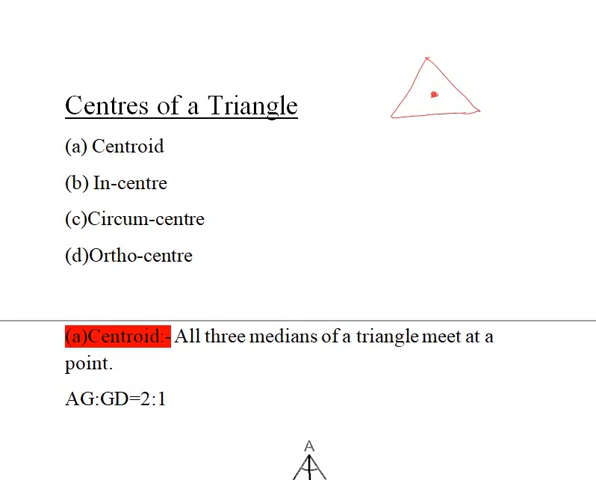 Centres of a Triangle
(a) Centroid
(b) In-centre
(c)Circum-centre
(d)Ortho-centre
(a)Centroid:- All three medians of a triangle meet at a
point.
AG:GD=2:1
A